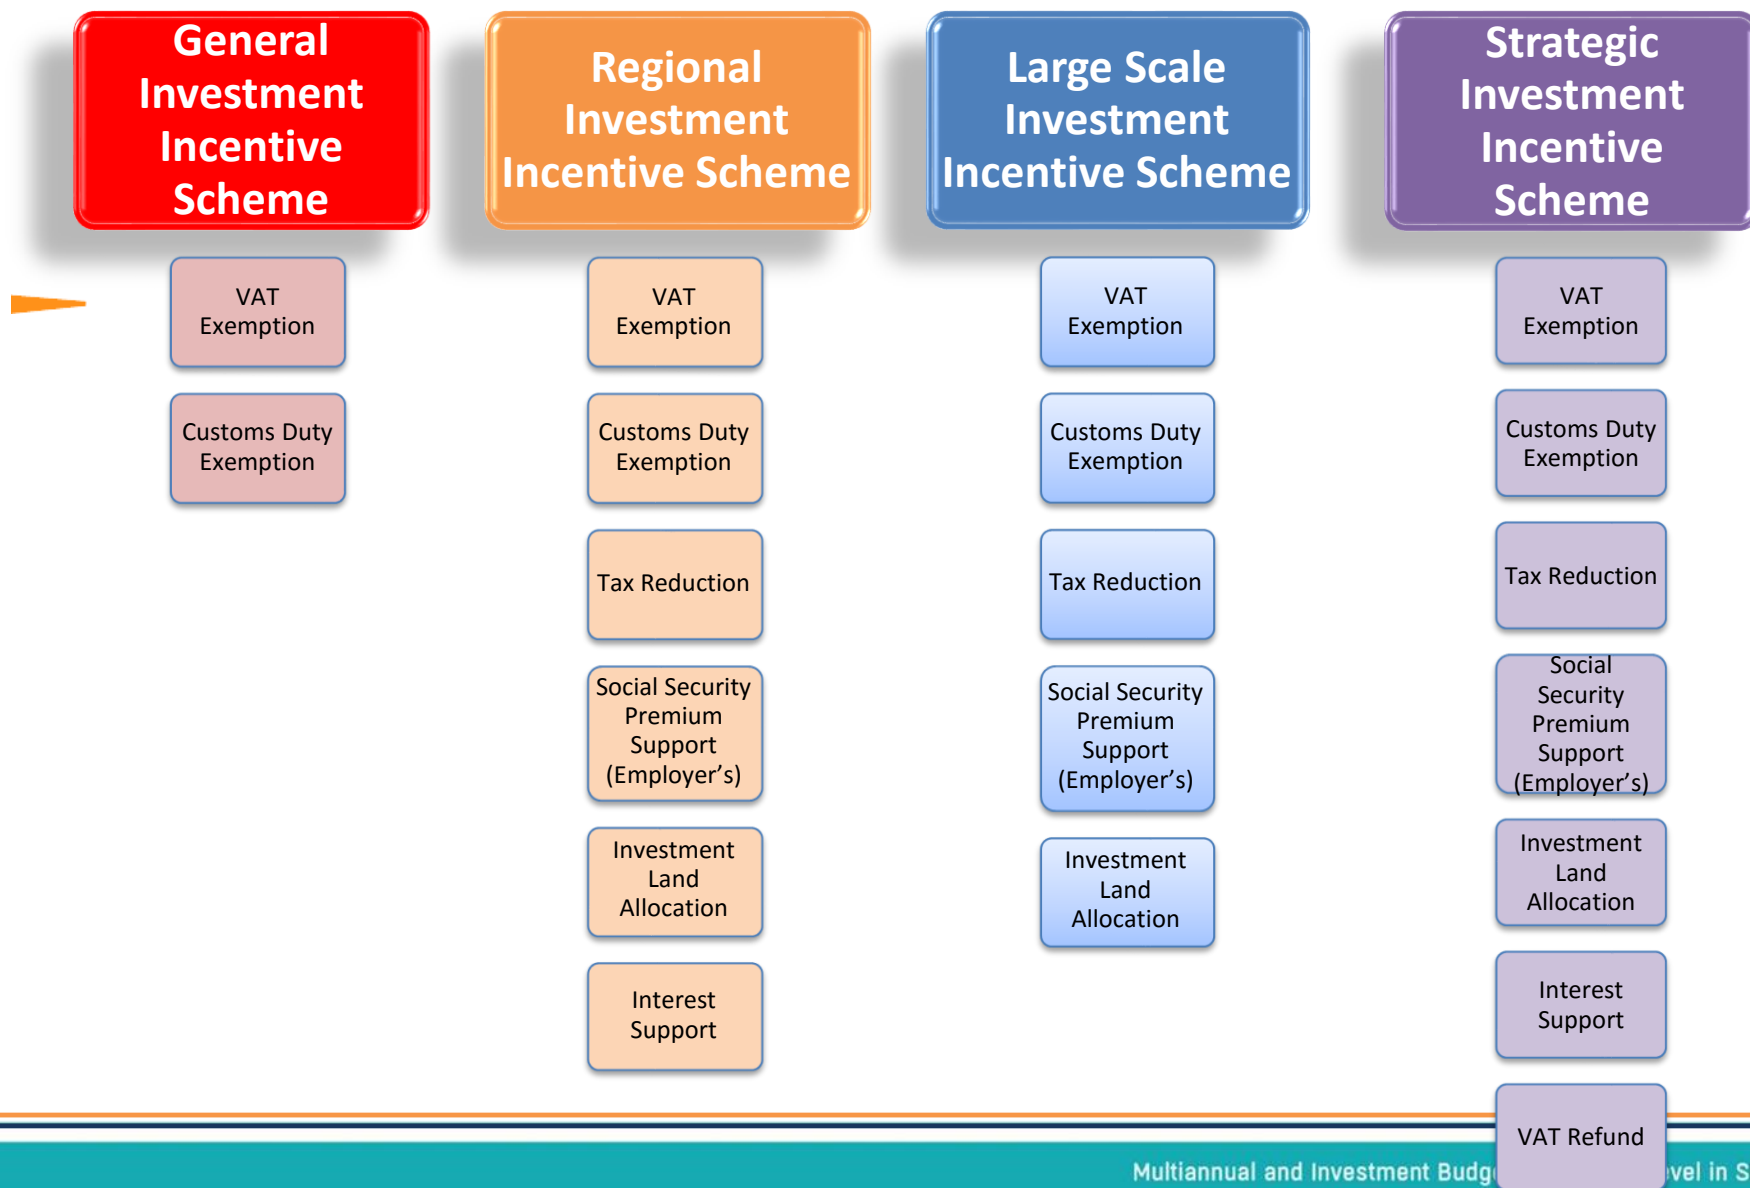 General
Investment
Incentive
Scheme
VAT
Exemption
Customs Duty
Exemption
Regional
Investment
Incentive Scheme
VAT
Exemption
Customs Duty
Exemption
Tax Reduction
Social Security
Premium
Support
(Employer’s)
Investment
Land
Allocation
Interest
Support
Large Scale
Investment
Incentive Scheme
VAT
Exemption
Customs Duty
Exemption
Tax Reduction
Social Security
Premium
Support
(Employer’s)
Investment
Land
Allocation
Strategic
Investment
Incentive
Scheme
VAT
Exemption
Customs Duty
Exemption
Tax Reduction
Social
Security
Premium
Support
(Employer’s)
Investment
Land
Allocation
Interest
Support
VAT Refund
Multiannual and Investment in